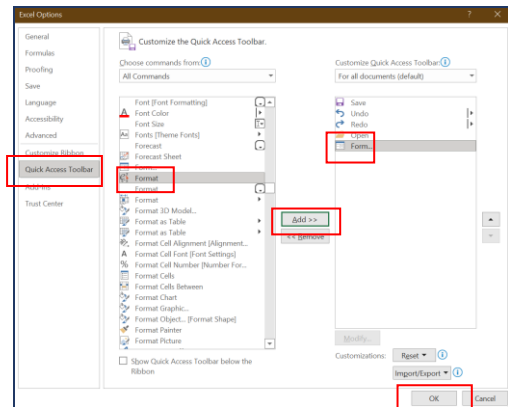 Excel Options
General
Formulas
Proofing
Save
Language
Accessibility
Advanced
Customize Ribbon
Quick Access Toolbar
Add-ins
Trust Center
Customize the Quick Access Toolbar.
Choose commands from:
All Commands
Font [Font Formatting]
Font Color
Font Size
Fonts [Theme Fonts]
Forecast
Forecast Sheet
Form...
Format
Format
Format
Format 3D Model...
Format as Table
Format as Table
Format Cell Alignment [Alignment...
Format Cell Font [Font Settings]
Format Cell Number [Number For...
Format Cells
Format Cells Between
Format Chart
Format Graphic...
Format Object... [Format Shape]
Format Painter
Format Picture
Show Quick Access Toolbar below the
Ribbon
Add >>
<< Remove
Customize Quick Access Toolbar:
For all documents (default)
Save
Undo
Redo
Open
Form...
Modify...
Customizations:
Reset
Import/Export
OK
Cancel